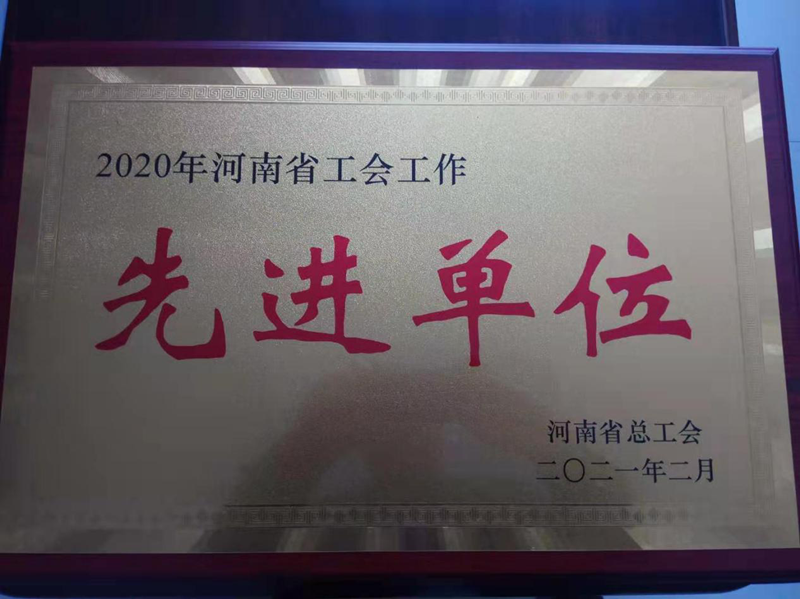 2020年河南省工会工作
先进单位
河南省总工会
二〇二一年二月